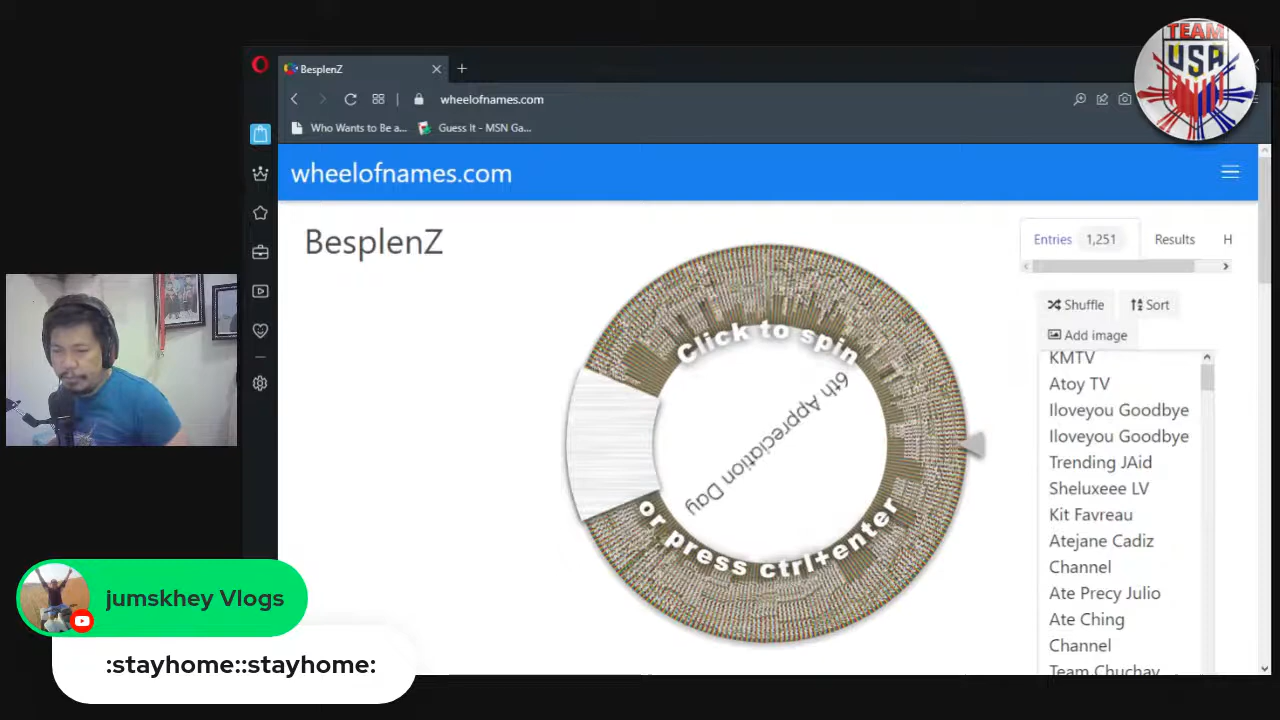 TEAM
USA
BesplenZ
wheelofnames.com
Who Wants to Be a...
Guess It - MSN Ga...
wheelofnames.com
BesplenZ
Entries 1,251
Results
H
Shuffle
Sort
Add image
Click to spin
6th Appreciation Day
or press ctrl+enter
KMTV
Atoy TV
Iloveyou Goodbye
Iloveyou Goodbye
Trending JAid
Sheluxeee LV
Kit Favreau
Atejane Cadiz
Channel
Ate Precy Julio
Ate Ching
Channel
Team Chuchay
jumskhey Vlogs
:stayhome::stayhome: